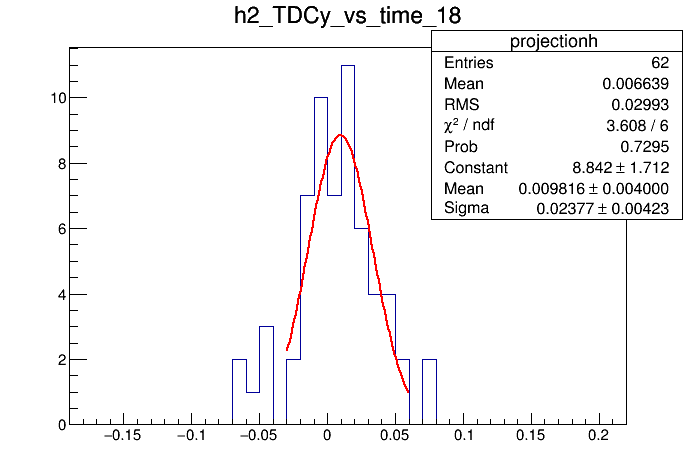 h2_TDCy_vs_time_18
projectionh
Entries 62
Mean 0.006639
RMS 0.02993
χ² / ndf 3.608 / 6
Prob 0.7295
Constant 8.842 ± 1.712
Mean 0.009816 ± 0.004000
Sigma 0.02377 ± 0.00423
10
8
6
4
2
0
−0.15 −0.1 −0.05 0 0.05 0.1 0.15 0.2